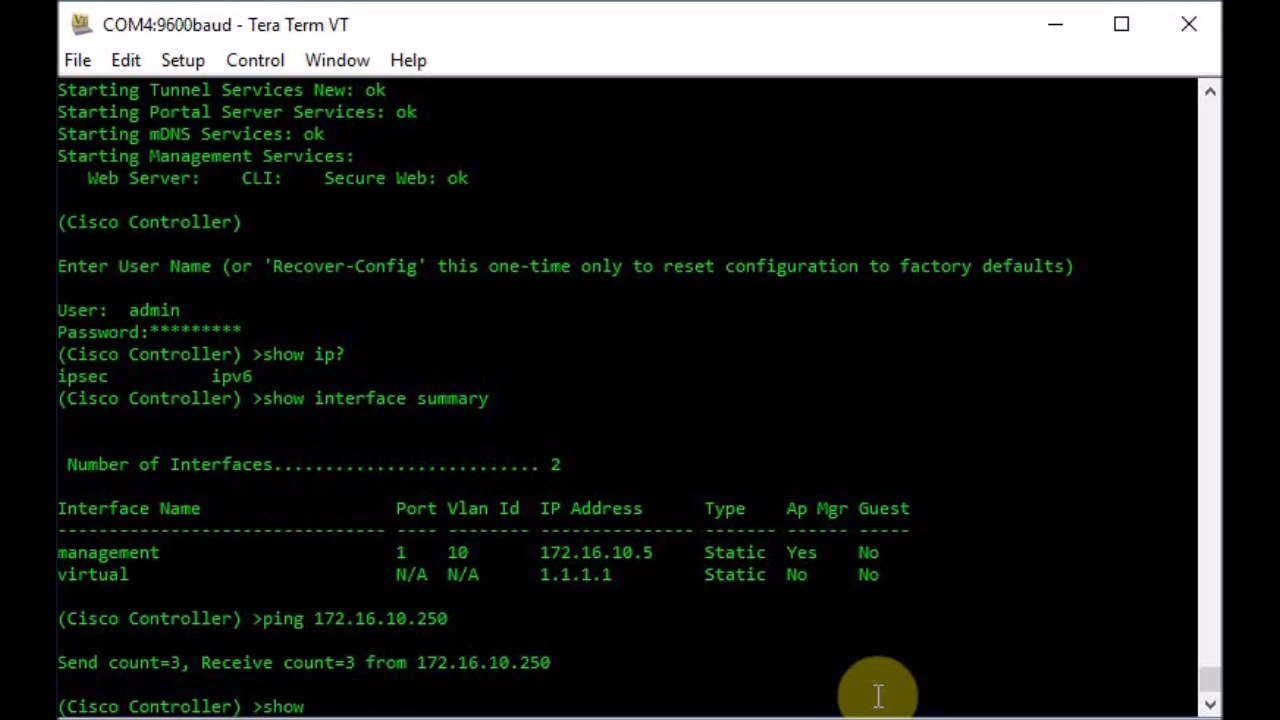 COM4:9600baud - Tera Term VT
File Edit Setup Control Window Help
Starting Tunnel Services New: ok
Starting Portal Server Services: ok
Starting mDNS Services: ok
Starting Management Services:
   Web Server:    CLI:    Secure Web: ok
(Cisco Controller)
Enter User Name (or 'Recover-Config' this one-time only to reset configuration to factory defaults)
User:  admin
Password:*********
(Cisco Controller) >show ip?
ipsec          ipv6
(Cisco Controller) >show interface summary
 Number of Interfaces.......................... 2
Interface Name                   Port Vlan Id  IP Address      Type    Ap Mgr Guest
-------------------------------- ---- -------- --------------- ------- ------ -----
management                       1    10       172.16.10.5     Static  Yes    No
virtual                          N/A  N/A      1.1.1.1         Static  No     No
(Cisco Controller) >ping 172.16.10.250
Send count=3, Receive count=3 from 172.16.10.250
(Cisco Controller) >show